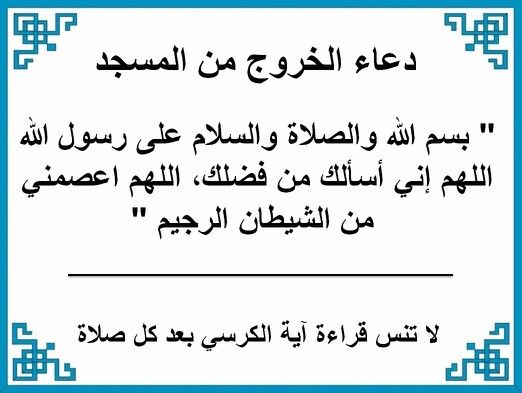 دعاء الخروج من المسجد
" بسم الله والصلاة والسلام على رسول الله
اللهم إني أسألك من فضلك، اللهم اعصمني
من الشيطان الرجيم "
لا تنس قراءة آية الكرسي بعد كل صلاة